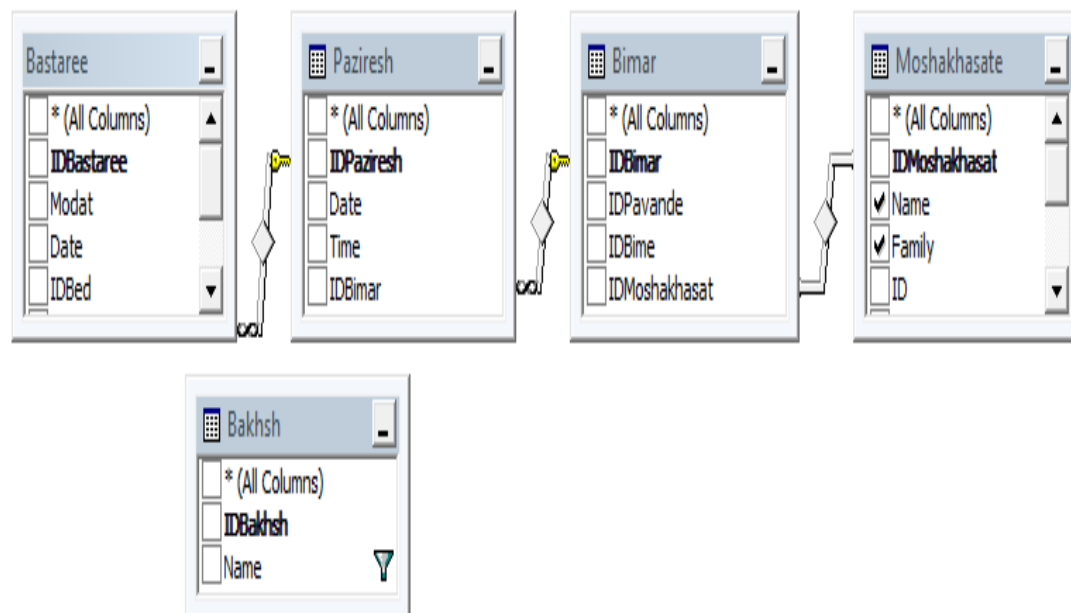 Bastaree
* (All Columns)
IDBastaree
Modat
Date
IDBed
Paziresh
* (All Columns)
IDPaziresh
Date
Time
IDBimar
Bimar
* (All Columns)
IDBimar
IDPavande
IDBime
IDMoshakhasat
Moshakhasate
* (All Columns)
IDMoshakhasat
Name
Family
ID
Bakhsh
* (All Columns)
IDBakhsh
Name